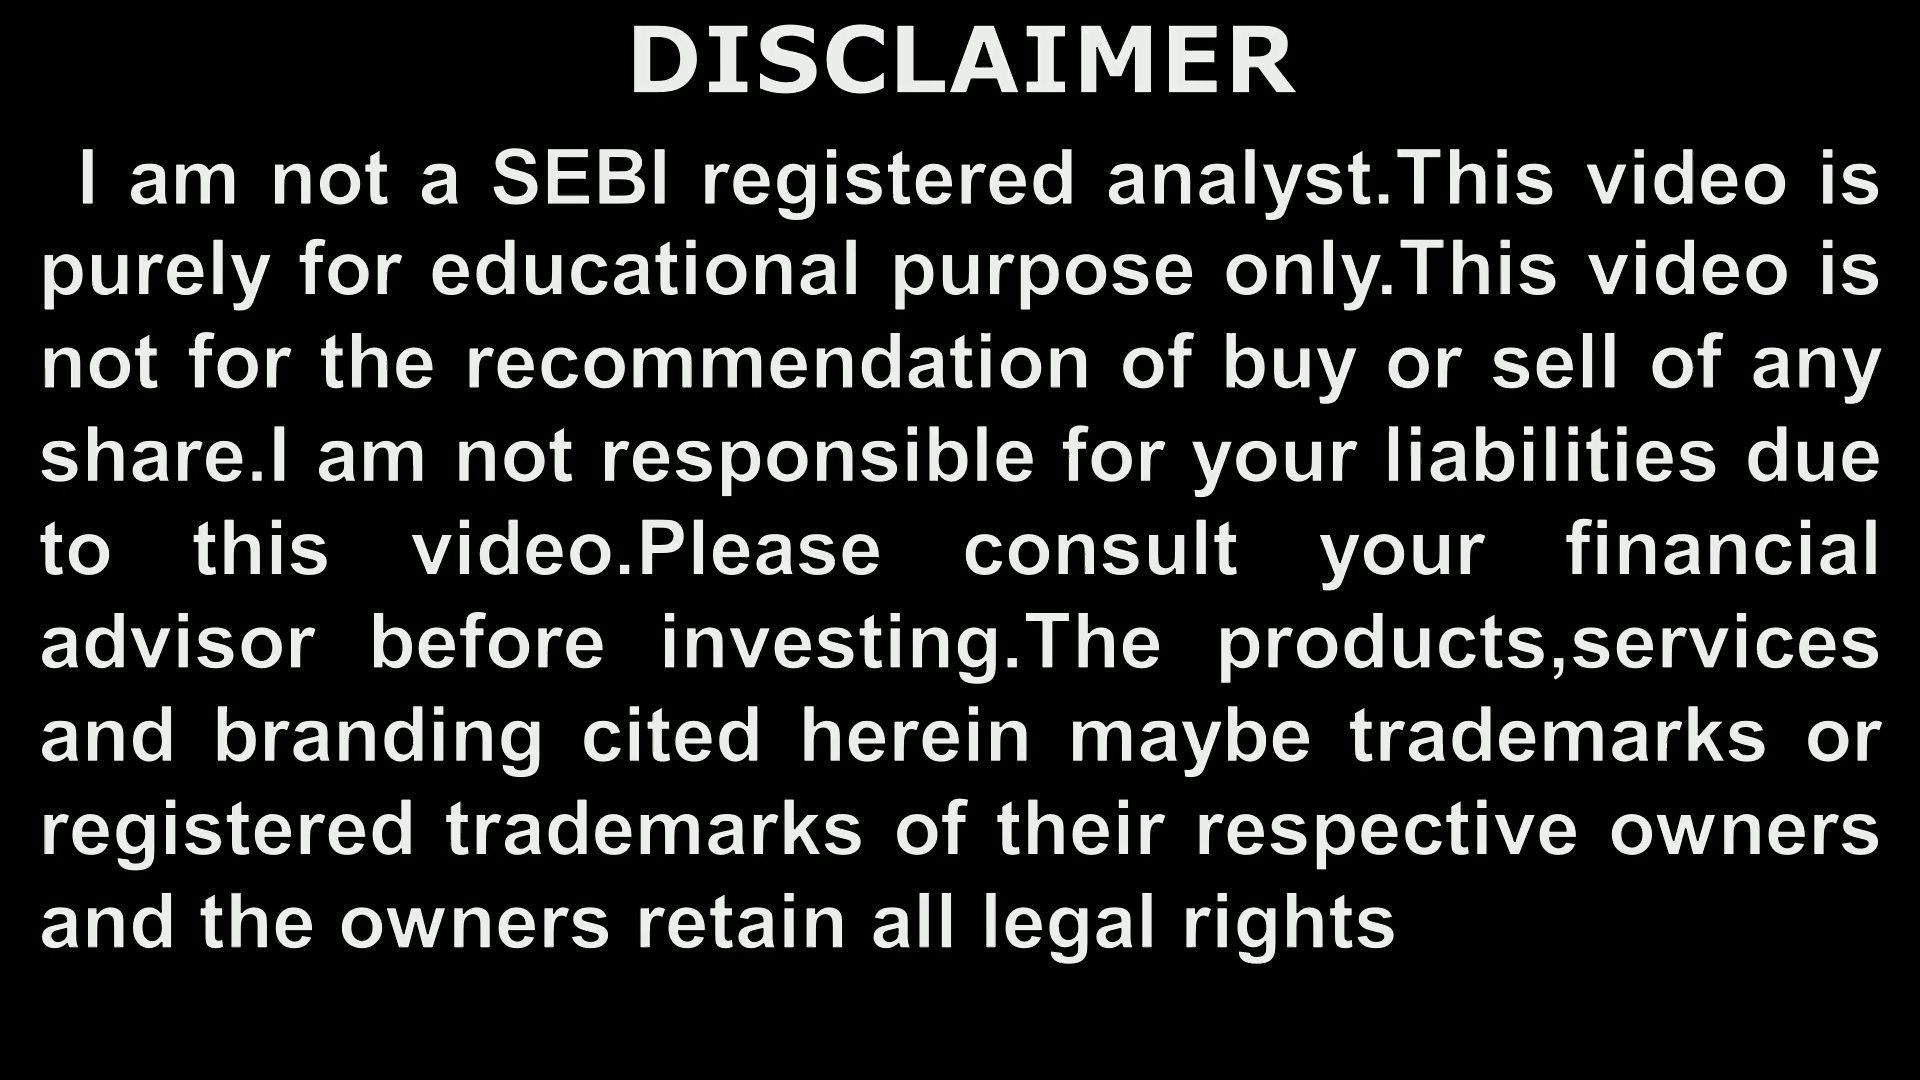 DISCLAIMER
I am not a SEBI registered analyst.This video is
purely for educational purpose only.This video is
not for the recommendation of buy or sell of any
share.I am not responsible for your liabilities due
to this video.Please consult your financial
advisor before investing.The products,services
and branding cited herein maybe trademarks or
registered trademarks of their respective owners
and the owners retain all legal rights